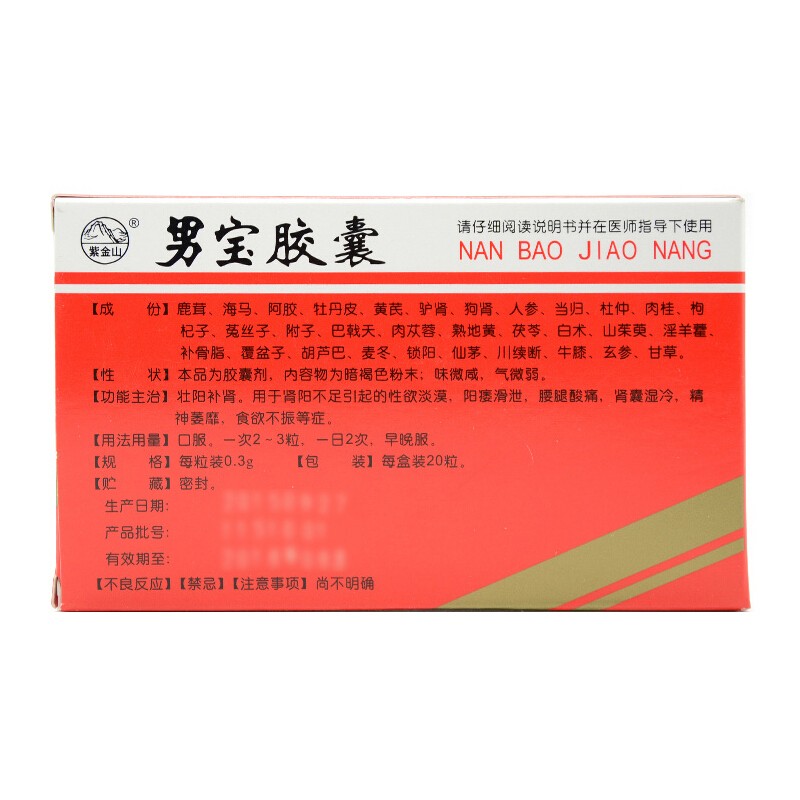 紫金山®
男宝胶囊
请仔细阅读说明书并在医师指导下使用
NAN BAO JIAO NANG
【成 份】鹿茸、海马、阿胶、牡丹皮、黄芪、驴肾、狗肾、人参、当归、杜仲、肉桂、枸
杞子、菟丝子、附子、巴戟天、肉苁蓉、熟地黄、茯苓、白术、山茱萸、淫羊藿、
补骨脂、覆盆子、胡芦巴、麦冬、锁阳、仙茅、川续断、牛膝、玄参、甘草。
【性 状】本品为胶囊剂，内容物为暗褐色粉末；味微咸，气微弱。
【功能主治】壮阳补肾。用于肾阳不足引起的性欲淡漠，阳痿滑泄，腰腿酸痛，肾囊湿冷，精
神萎靡，食欲不振等症。
【用法用量】口服。一次2～3粒，一日2次，早晚服。
【规 格】每粒装0.3g 【包 装】每盒装20粒。
【贮 藏】密封。
生产日期：
产品批号：
有效期至：
【不良反应】【禁忌】【注意事项】尚不明确